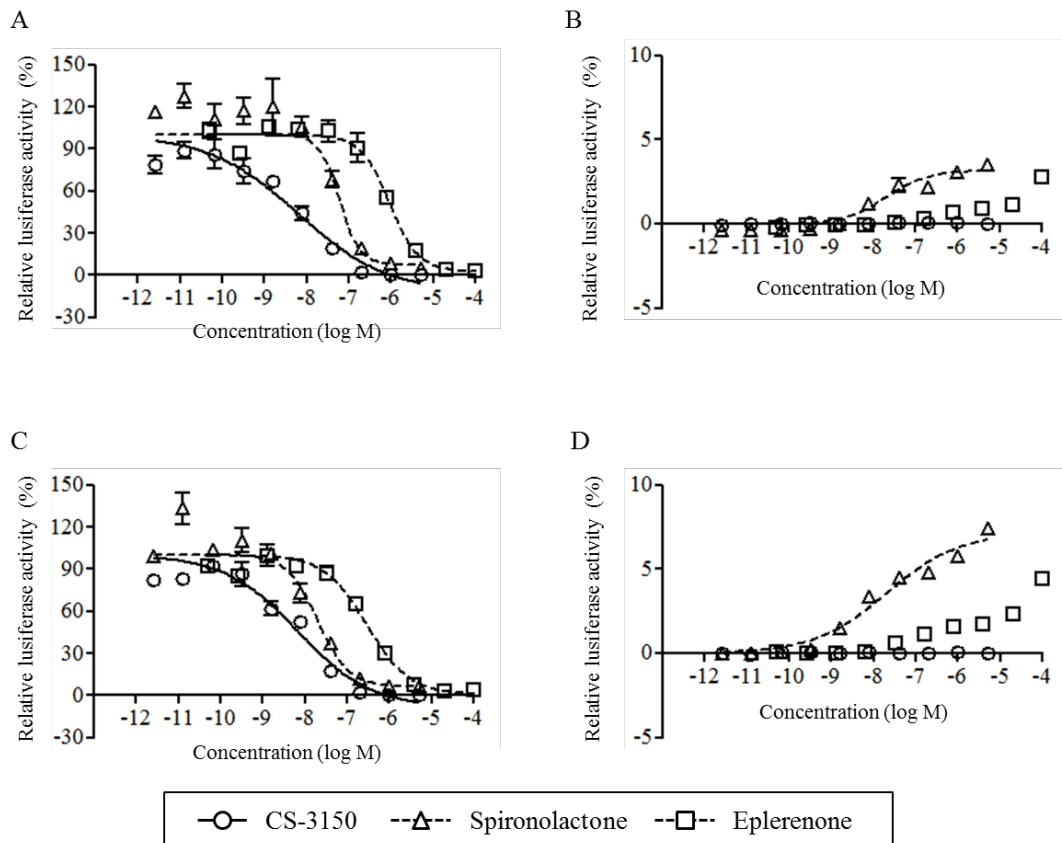 A
Relative lusiferase activity (%)
150
120
90
60
30
0
-30
-12 -11 -10 -9 -8 -7 -6 -5 -4
Concentration (log M)
B
Relative lusiferase activity (%)
10
5
0
-5
-12 -11 -10 -9 -8 -7 -6 -5 -4
Concentration (log M)
C
Relative lusiferase activity (%)
150
120
90
60
30
0
-30
-12 -11 -10 -9 -8 -7 -6 -5 -4
Concentration (log M)
D
Relative lusiferase activity (%)
10
5
0
-5
-12 -11 -10 -9 -8 -7 -6 -5 -4
Concentration (log M)
CS-3150 Spironolactone Eplerenone